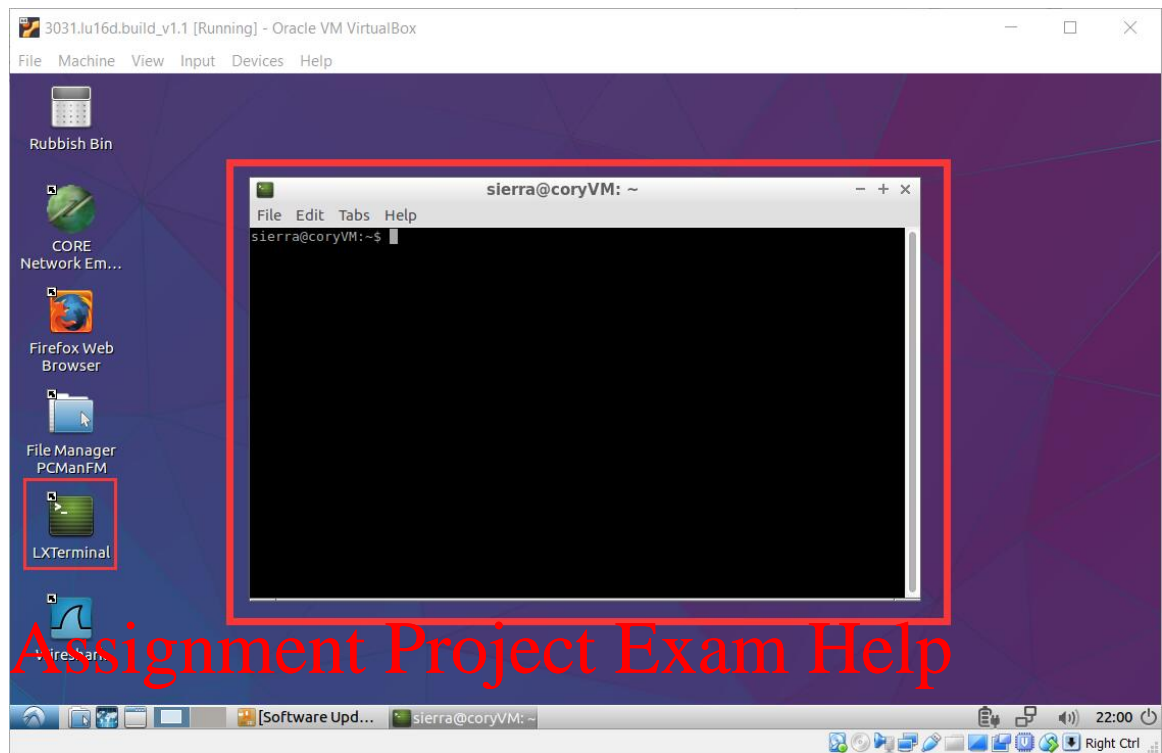 3031.lu16d.build_v1.1 [Running] - Oracle VM VirtualBox
File Machine View Input Devices Help
Rubbish Bin
CORE
Network Em...
Firefox Web
Browser
File Manager
PCManFM
LXTerminal
sierra@coryVM: ~
File Edit Tabs Help
sierra@coryVM:~$
Assignment Project Exam Help
[Software Upd... sierra@coryVM: ~
22:00
Right Ctrl